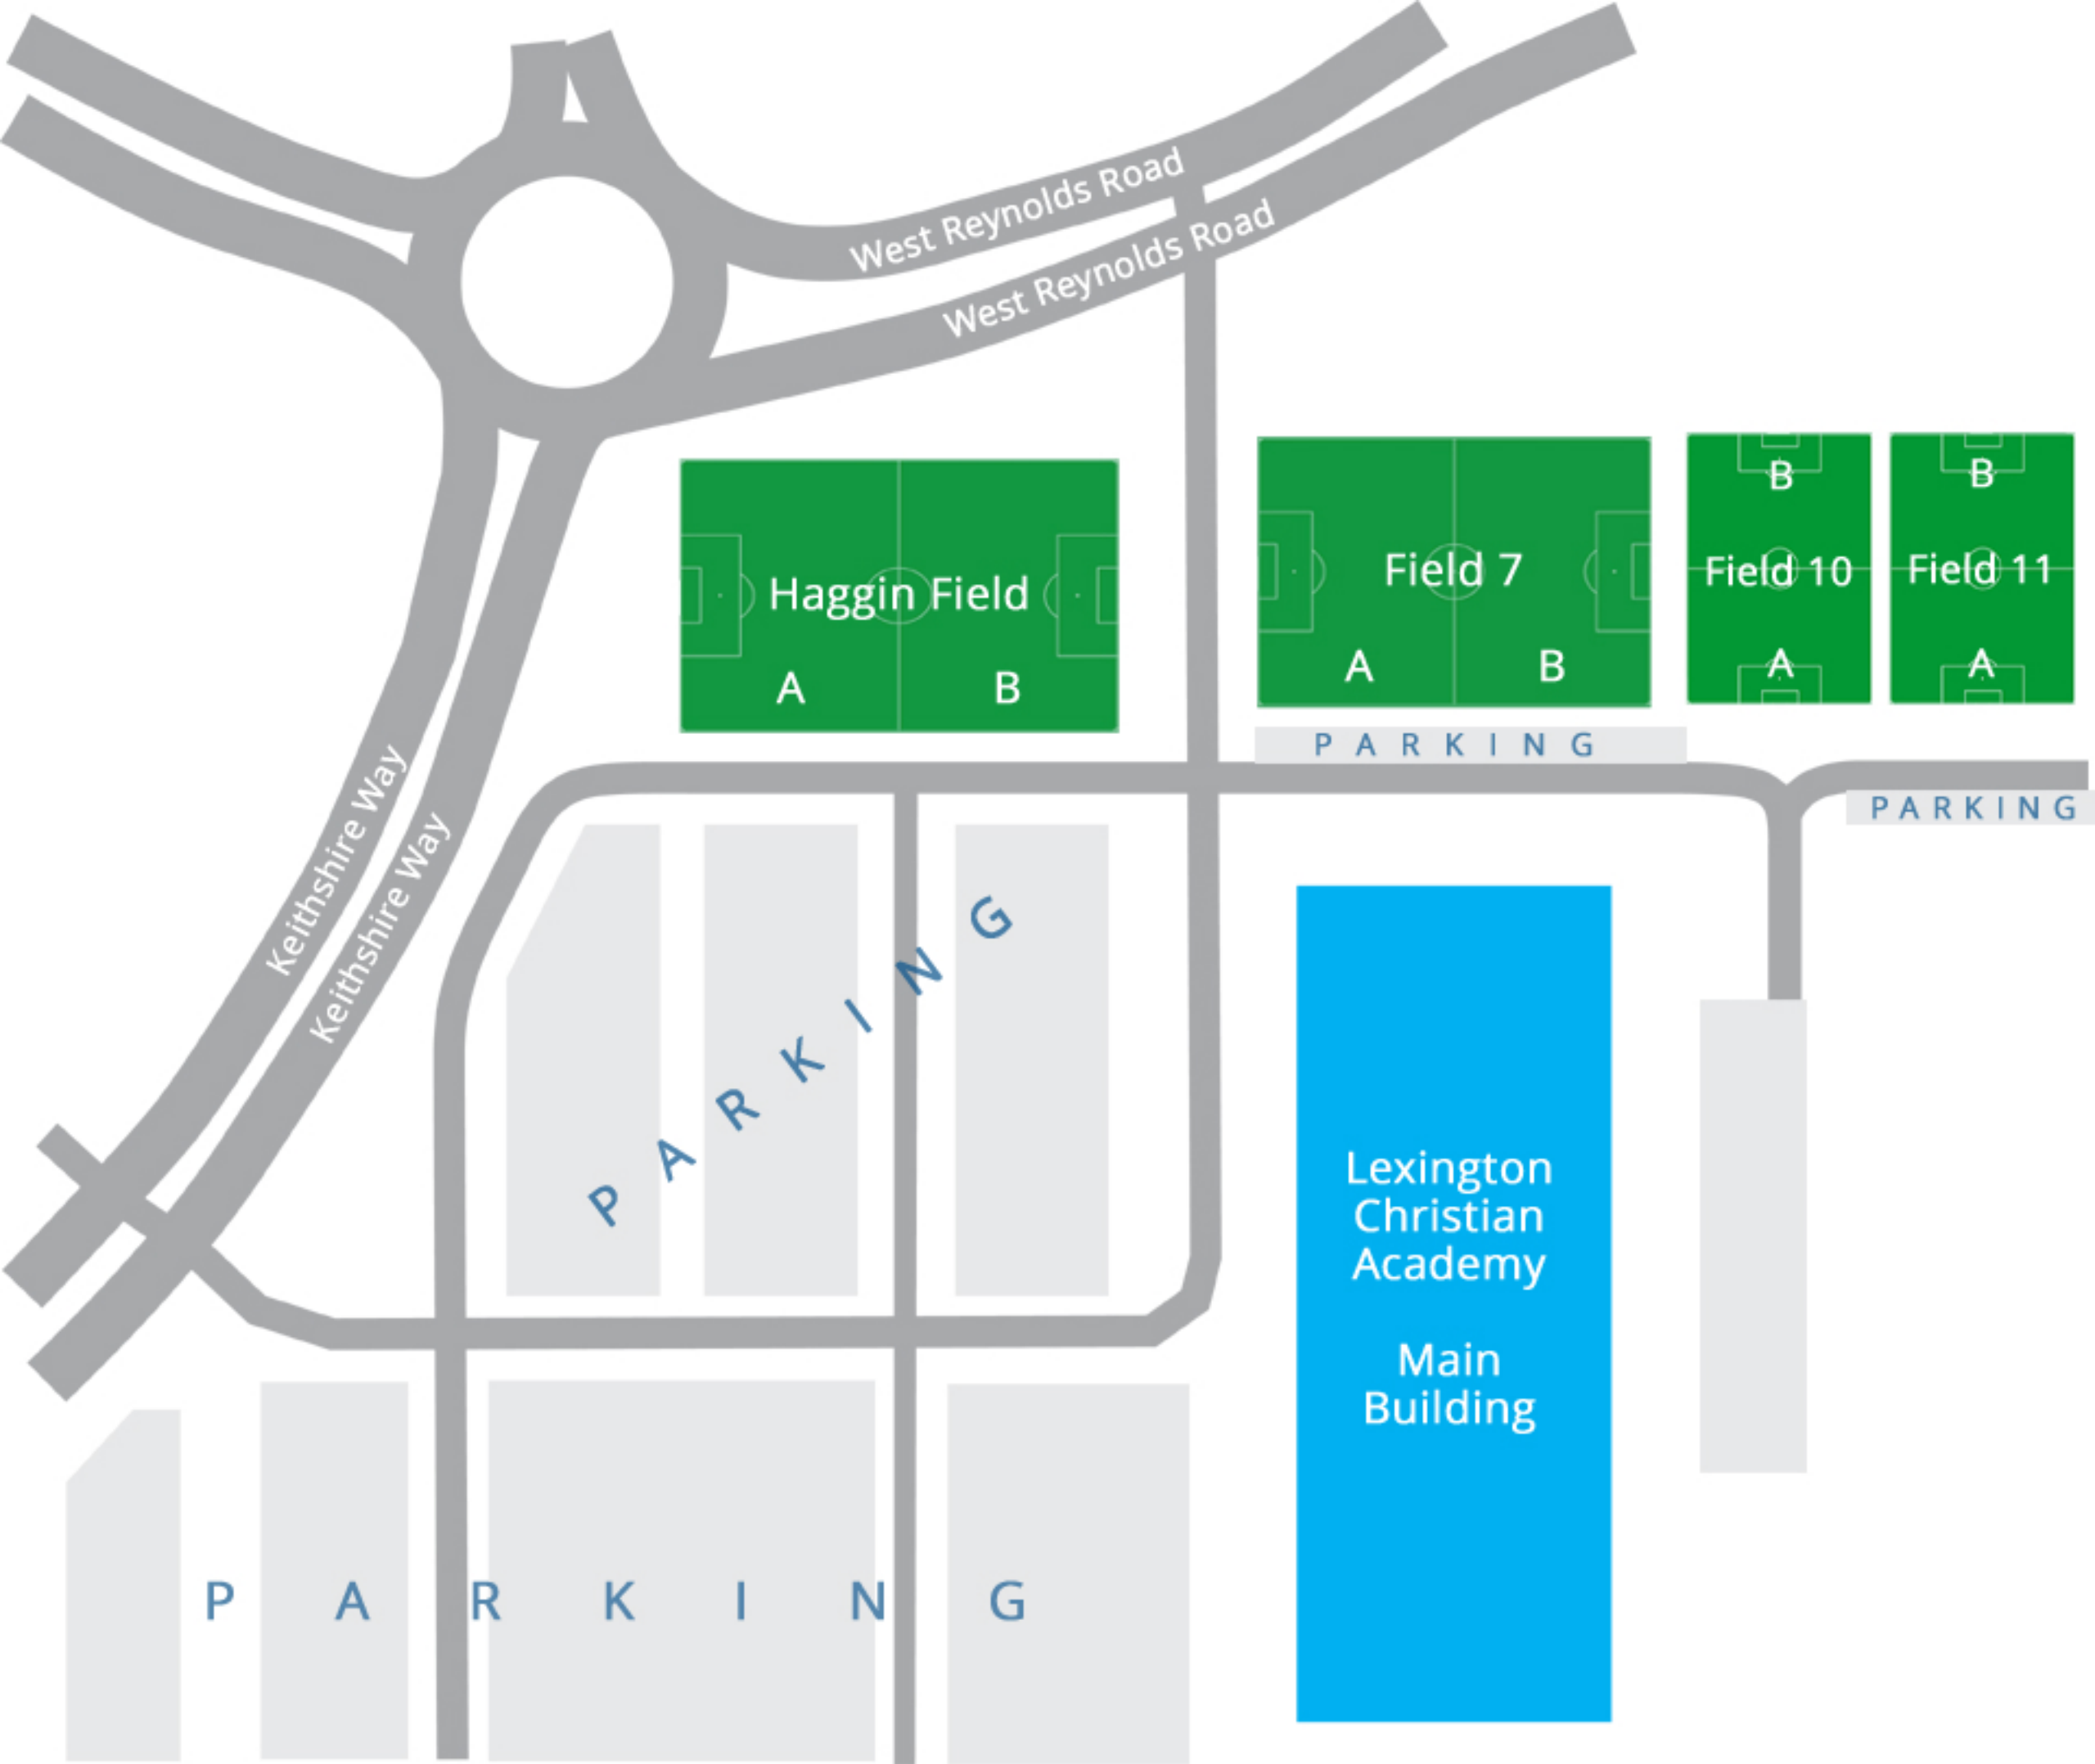 West Reynolds Road
West Reynolds Road
Haggin Field
A B
Field 7
A B
B
Field 10
A
B
Field 11
A
PARKING
PARKING
Keithshire Way
Keithshire Way
PARKING
Lexington
Christian
Academy
Main
Building
PARKING